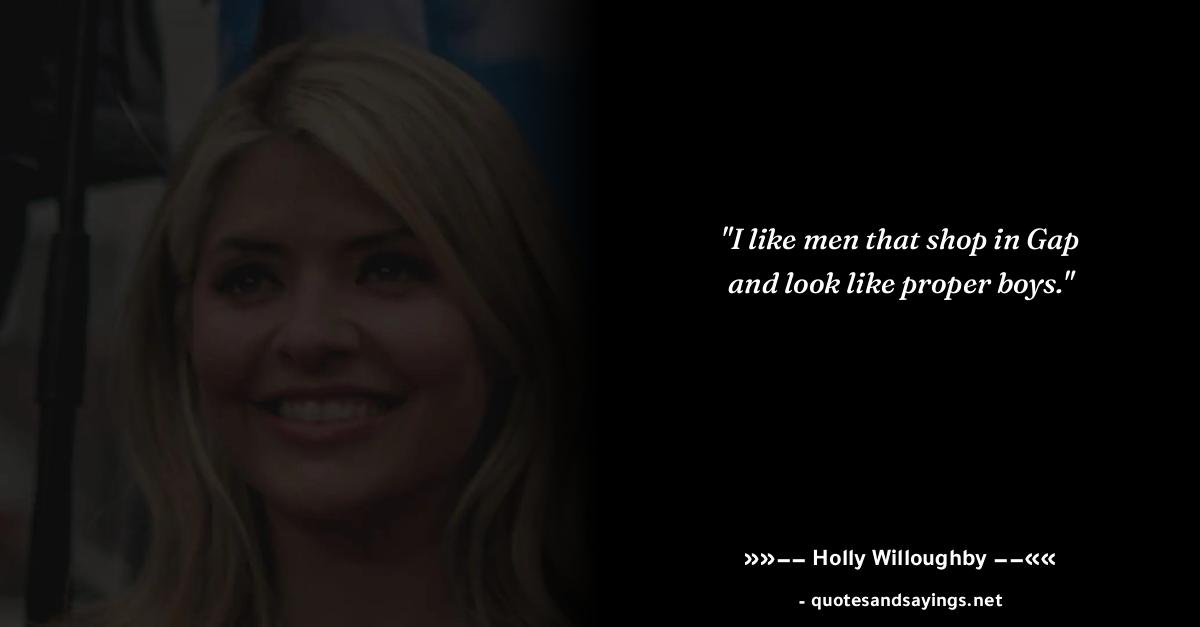 "I like men that shop in Gap
and look like proper boys."
»»–– Holly Willoughby ––««
- quotesandsayings.net